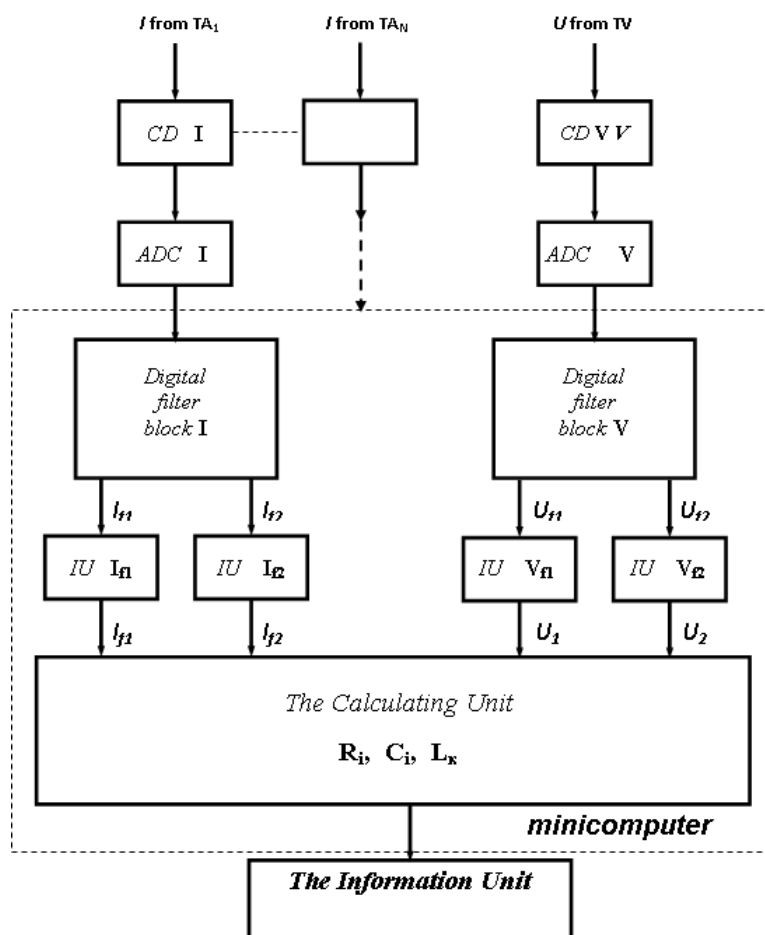 I from TA1
I from TAN
U from TV
CD I
CD V V
ADC I
ADC V
Digital
filter
block I
Digital
filter
block V
If1
If2
Uf1
Uf2
IU If1
IU If2
IU Vf1
IU Vf2
If1
If2
U1
U2
The Calculating Unit
Ri, Ci, Lк
minicomputer
The Information Unit